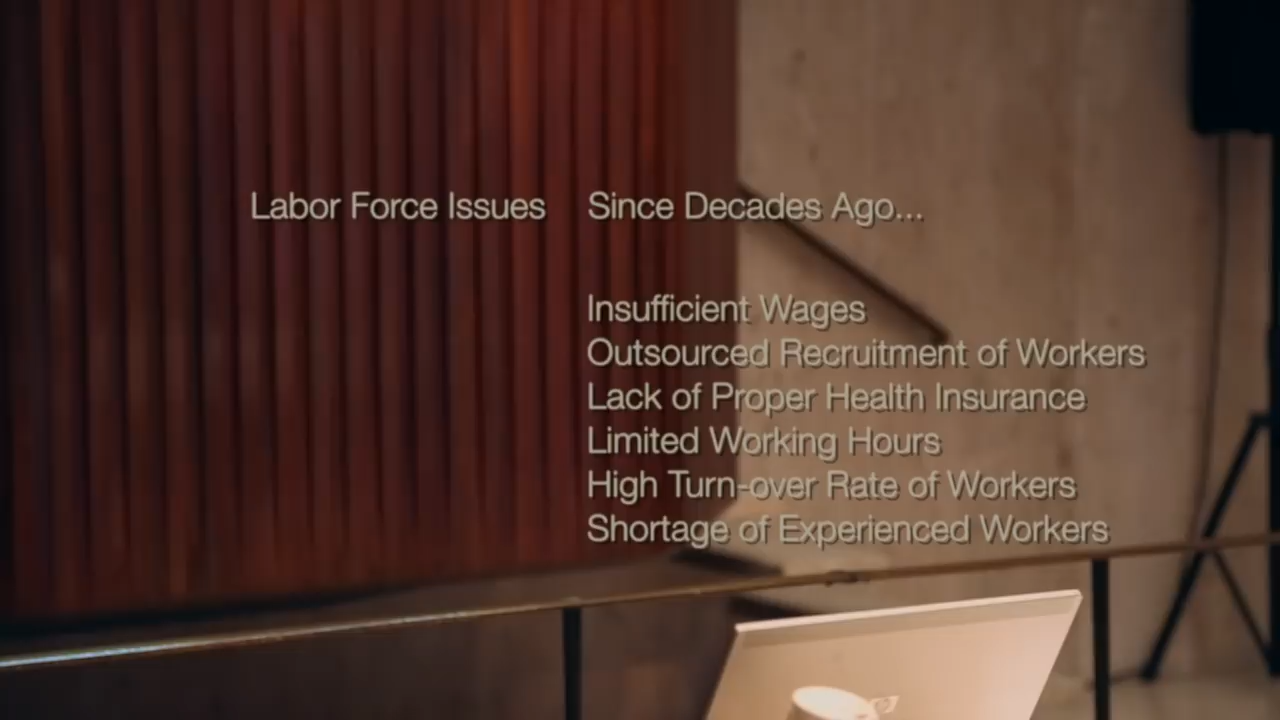 Labor Force Issues Since Decades Ago...
Insufficient Wages
Outsourced Recruitment of Workers
Lack of Proper Health Insurance
Limited Working Hours
High Turn-over Rate of Workers
Shortage of Experienced Workers